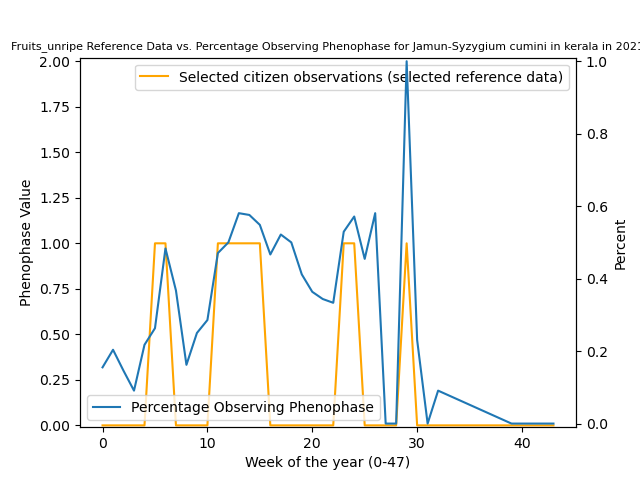 Fruits_unripe Reference Data vs. Percentage Observing Phenophase for Jamun-Syzygium cumini in kerala in 2021
Selected citizen observations (selected reference data)
Percentage Observing Phenophase
Phenophase Value
2.00
1.75
1.50
1.25
1.00
0.75
0.50
0.25
0.00
Percent
1.0
0.8
0.6
0.4
0.2
0.0
0 10 20 30 40
Week of the year (0-47)